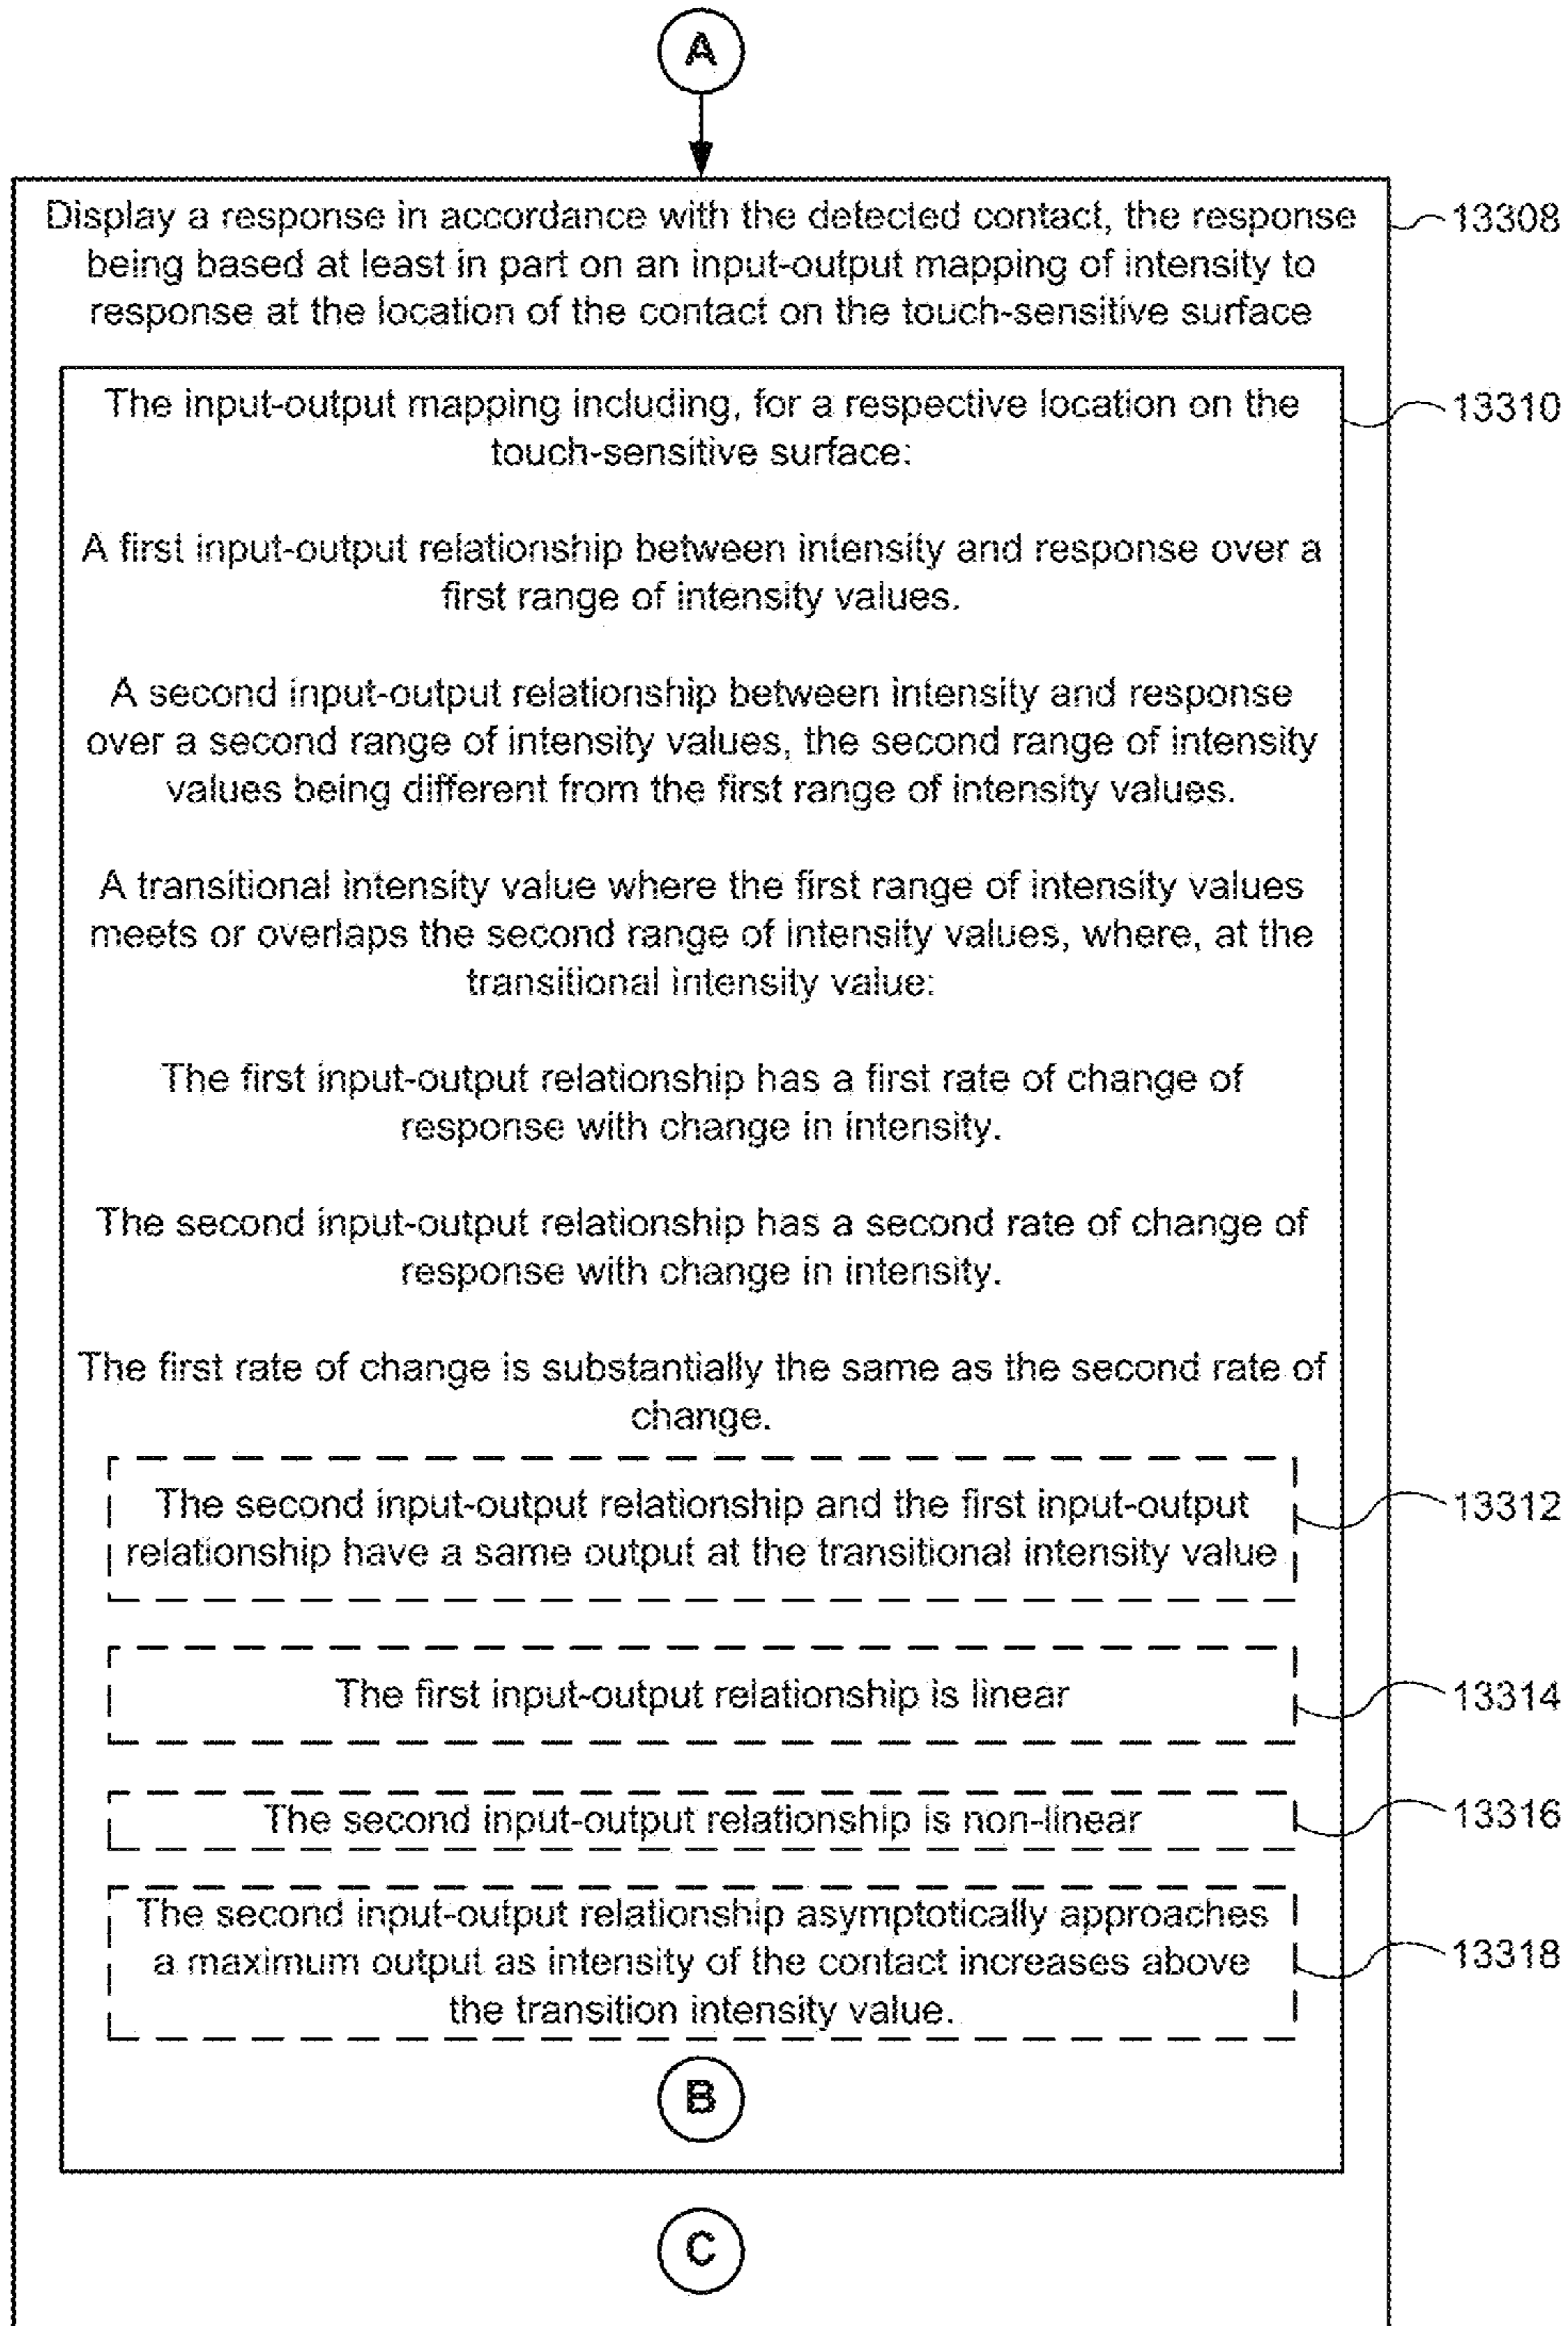 A
Display a response in accordance with the detected contact, the response
being based at least in part on an input-output mapping of intensity to
response at the location of the contact on the touch-sensitive surface
13308
The input-output mapping including, for a respective location on the
touch-sensitive surface:
13310
A first input-output relationship between intensity and response over a
first range of intensity values.
A second input-output relationship between intensity and response
over a second range of intensity values, the second range of intensity
values being different from the first range of intensity values.
A transitional intensity value where the first range of intensity values
meets or overlaps the second range of intensity values, where, at the
transitional intensity value:
The first input-output relationship has a first rate of change of
response with change in intensity.
The second input-output relationship has a second rate of change of
response with change in intensity.
The first rate of change is substantially the same as the second rate of
change.
The second input-output relationship and the first input-output
relationship have a same output at the transitional intensity value
13312
The first input-output relationship is linear
13314
The second input-output relationship is non-linear
13316
The second input-output relationship asymptotically approaches
a maximum output as intensity of the contact increases above
the transition intensity value.
13318
B
C